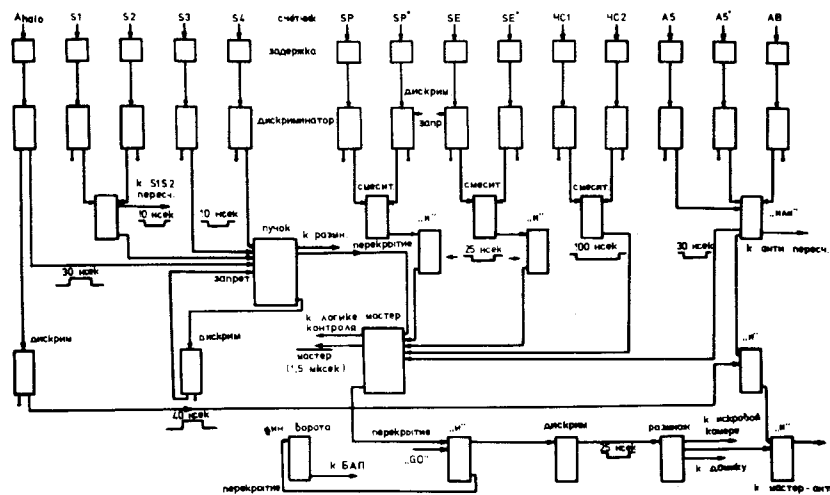 Ahalo S1 S2 S3 S4 счётчик SP SP* SE SE* ЧС1 ЧС2 A5 A5* AB
задержка
дискрим.
дискриминатор
запр
k S1S2
пересч.
10 нсек
10 нсек
смесит.
смесит.
смесит.
„и"
„и"
„или"
пучок
k разын.
перекрытие
25 нсек
100 нсек
30 нсек
k анти пересч.
30 нсек
запрет
k логике мастер
контроля
мастер
(1,5 мксек)
дискрим
дискрим
„и"
40 нсек
ворота
перекрытие
„GO"
k БАП
перекрытие
„и"
дискрим
25 нсек
размнож
k искровой
камере
k домику
„и"
k мастер-ант